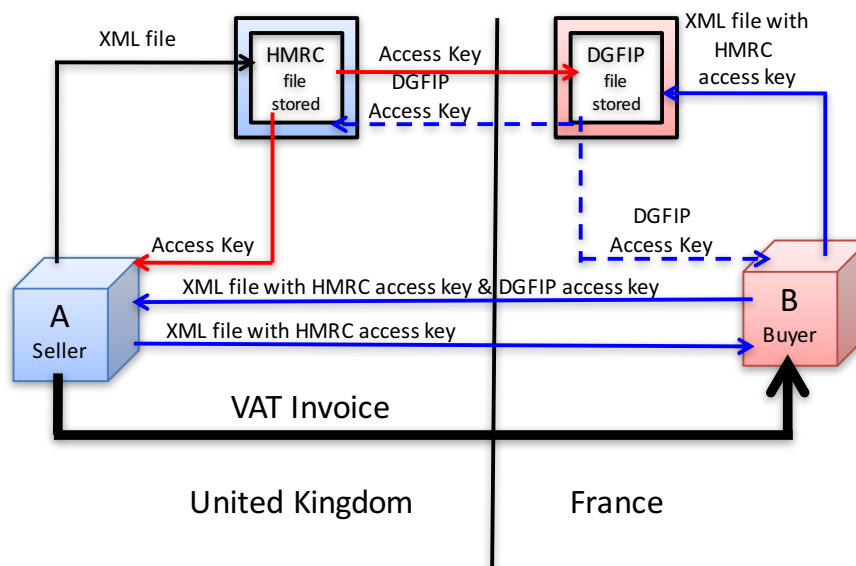 XML file
HMRC
file
stored
Access Key
DGFIP
Access Key
DGFIP
file
stored
XML file with
HMRC
access key
Access Key
DGFIP
Access Key
A
Seller
XML file with HMRC access key & DGFIP access key
XML file with HMRC access key
B
Buyer
VAT Invoice
United Kingdom
France